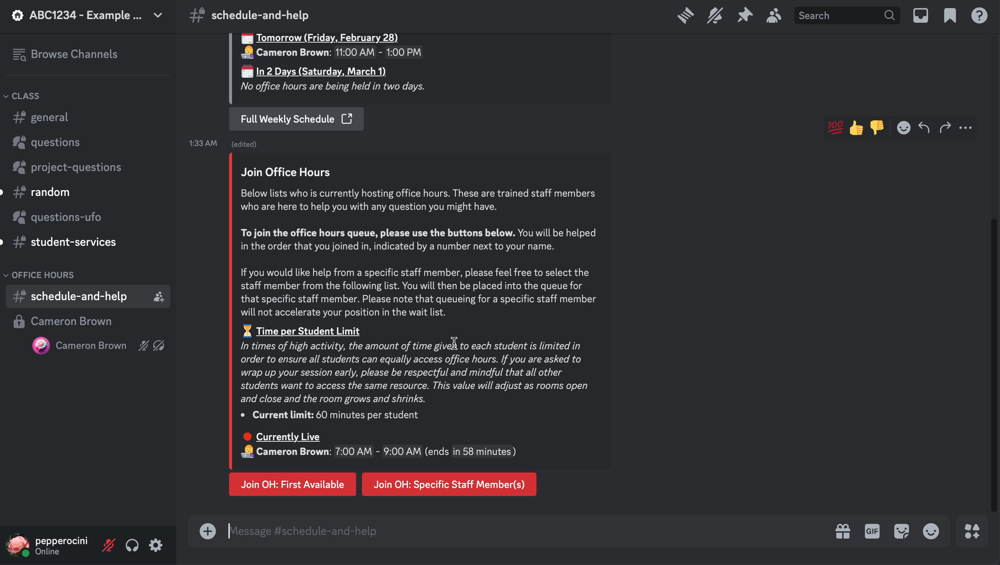 ABC1234 - Example ...
Browse Channels
CLASS
general
questions
project-questions
random
questions-ufo
student-services
OFFICE HOURS
schedule-and-help
Cameron Brown
Cameron Brown
pepperocini
Online
schedule-and-help
Search
Tomorrow (Friday, February 28)
Cameron Brown: 11:00 AM - 1:00 PM
In 2 Days (Saturday, March 1)
No office hours are being held in two days.
Full Weekly Schedule
100
1:33 AM (edited)
Join Office Hours
Below lists who is currently hosting office hours. These are trained staff members
who are here to help you with any question you might have.
To join the office hours queue, please use the buttons below. You will be helped
in the order that you joined in, indicated by a number next to your name.
If you would like help from a specific staff member, please feel free to select the
staff member from the following list. You will then be placed into the queue for
that specific staff member. Please note that queueing for a specific staff member
will not accelerate your position in the wait list.
Time per Student Limit
In times of high activity, the amount of time given to each student is limited in
order to ensure all students can equally access office hours. If you are asked to
wrap up your session early, please be respectful and mindful that all other
students want to access the same resource. This value will adjust as rooms open
and close and the room grows and shrinks.
• Current limit: 60 minutes per student
Currently Live
Cameron Brown: 7:00 AM - 9:00 AM (ends in 58 minutes)
Join OH: First Available
Join OH: Specific Staff Member(s)
Message #schedule-and-help
GIF